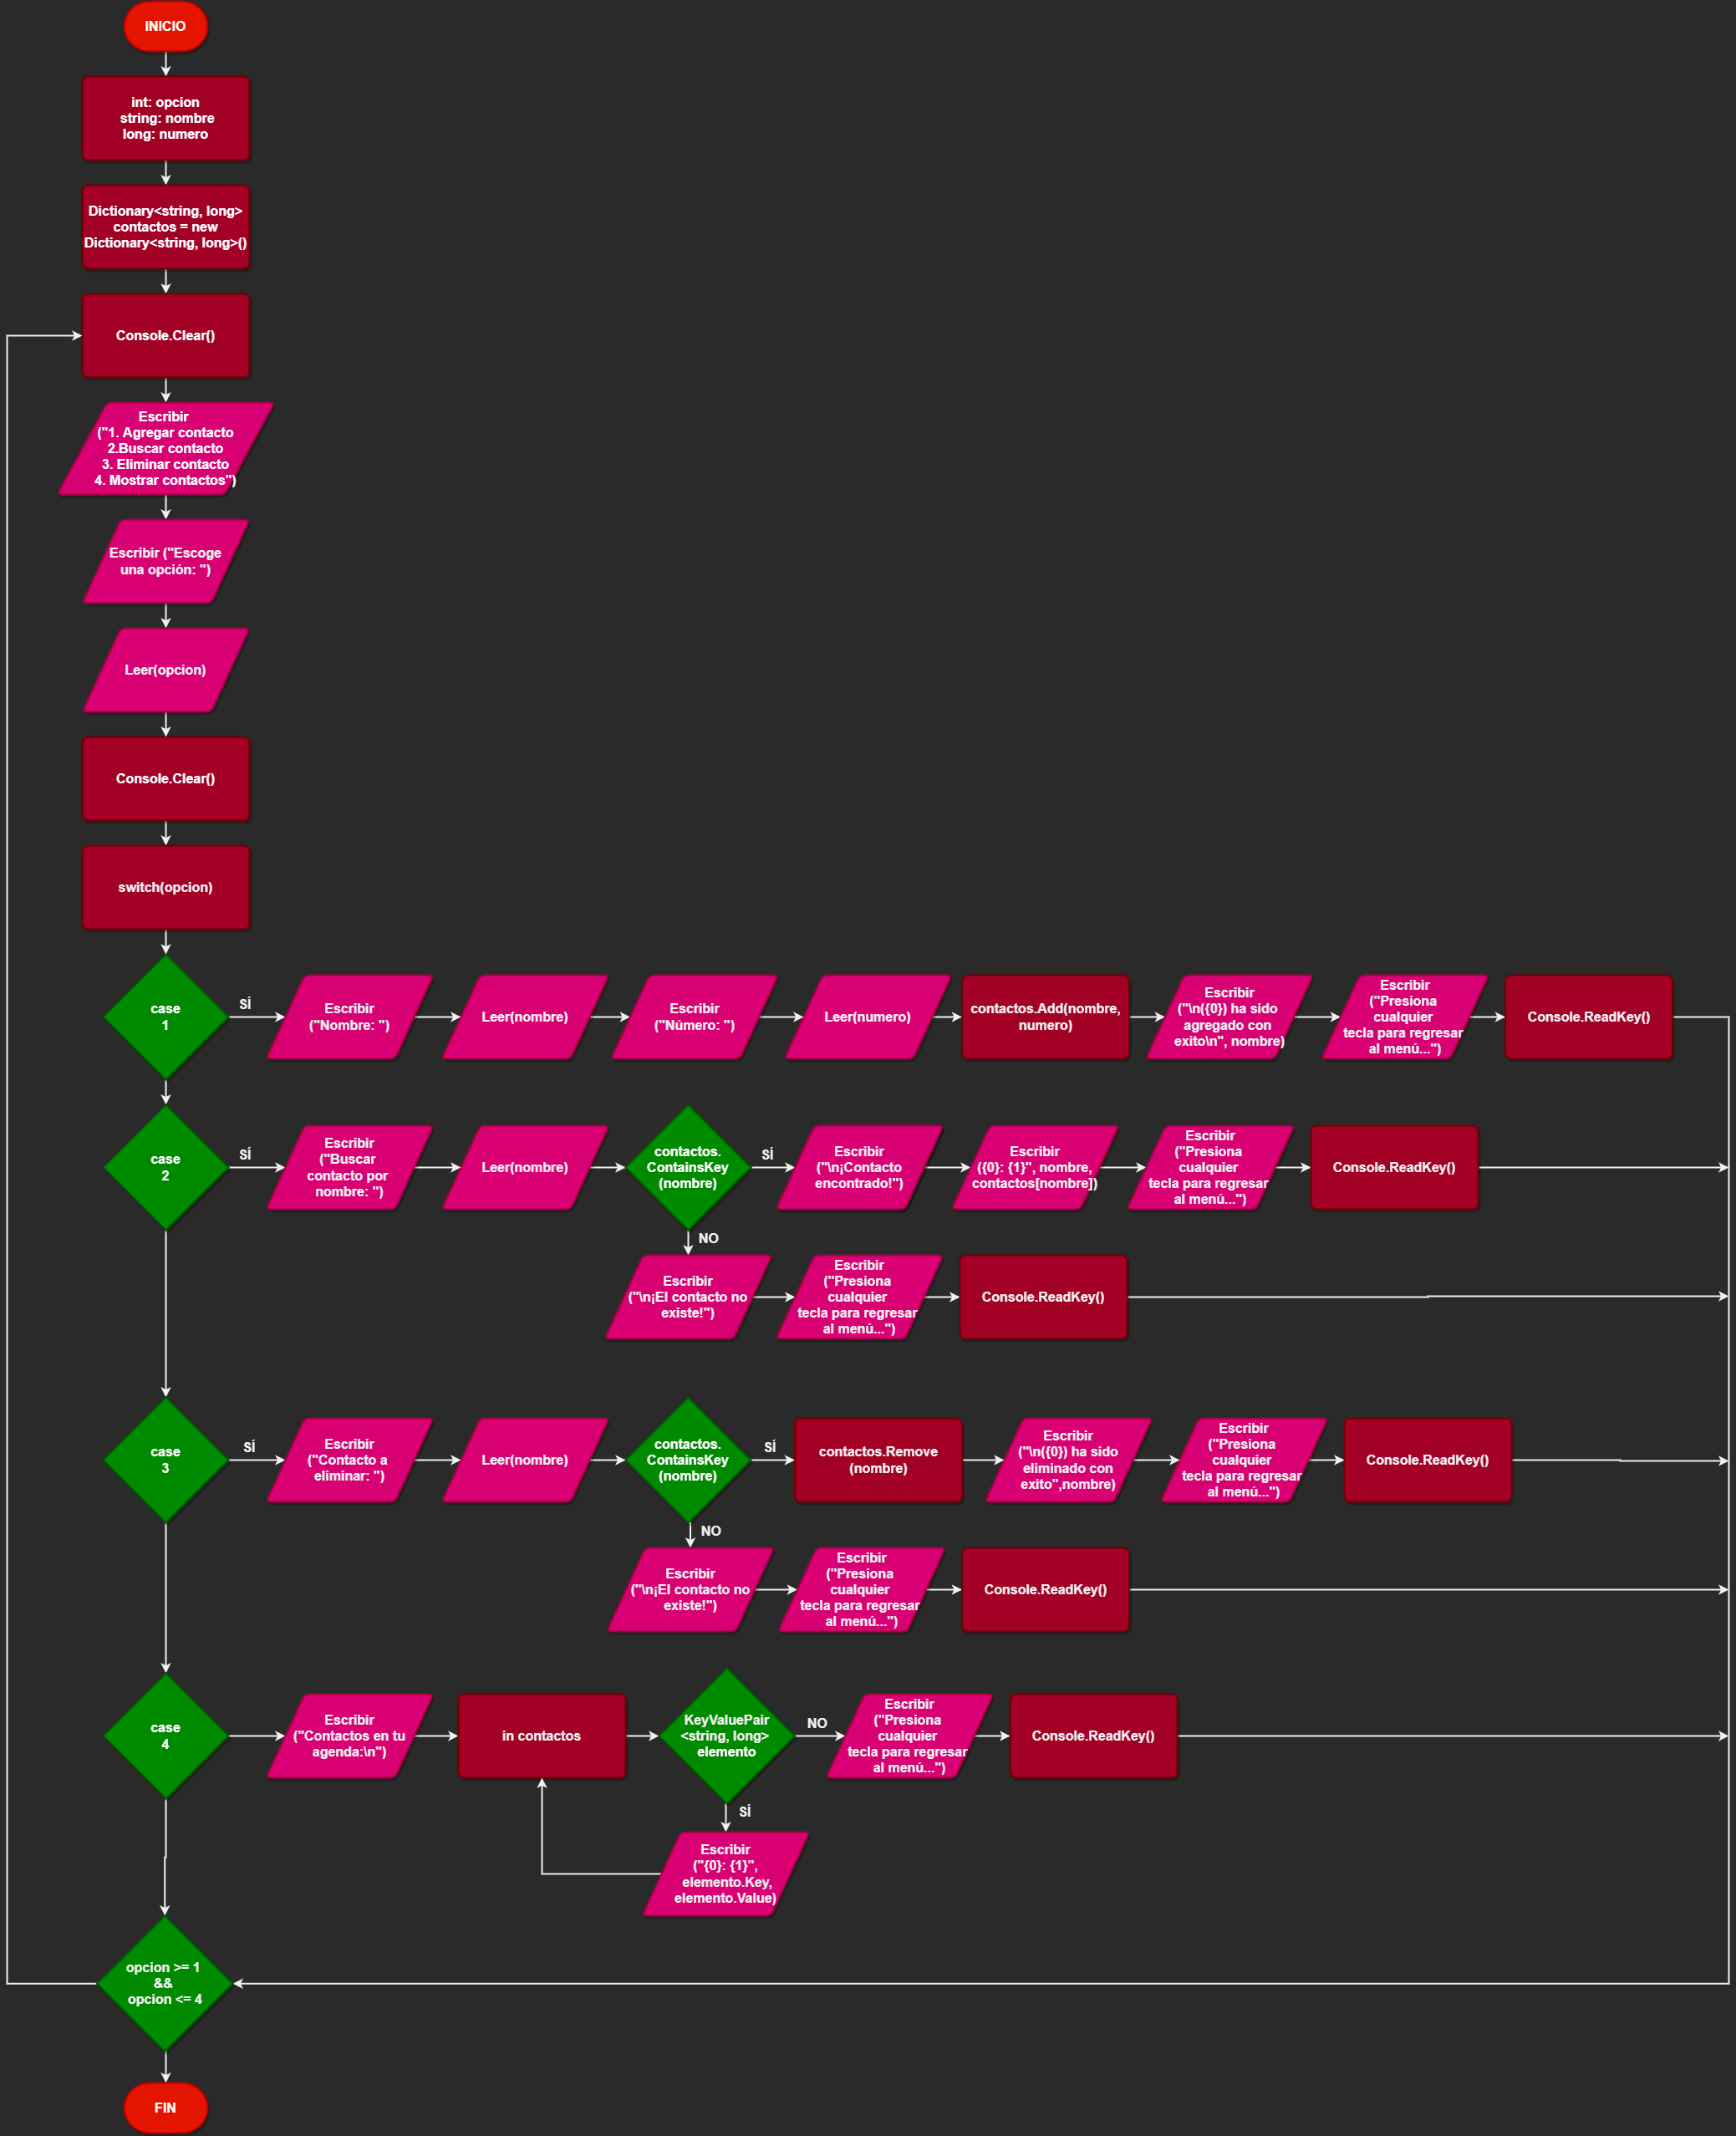 INICIO
int: opcion
string: nombre
long: numero
Dictionary<string, long>
contactos = new
Dictionary<string, long>()
Console.Clear()
Escribir
("1. Agregar contacto
2.Buscar contacto
3. Eliminar contacto
4. Mostrar contactos")
Escribir ("Escoge
una opción: ")
Leer(opcion)
Console.Clear()
switch(opcion)
case
1
SÍ
Escribir
("Nombre: ")
Leer(nombre)
Escribir
("Número: ")
Leer(numero)
contactos.Add(nombre,
numero)
Escribir
("\n({0}) ha sido
agregado con
exito\n", nombre)
Escribir
("Presiona
cualquier
tecla para regresar
al menú...")
Console.ReadKey()
case
2
SÍ
Escribir
("Buscar
contacto por
nombre: ")
Leer(nombre)
contactos.
ContainsKey
(nombre)
SÍ
Escribir
("\n¡Contacto
encontrado!")
Escribir
({0}: {1}", nombre,
contactos[nombre])
Escribir
("Presiona
cualquier
tecla para regresar
al menú...")
Console.ReadKey()
NO
Escribir
("\n¡El contacto no
existe!")
Escribir
("Presiona
cualquier
tecla para regresar
al menú...")
Console.ReadKey()
case
3
SÍ
Escribir
("Contacto a
eliminar: ")
Leer(nombre)
contactos.
ContainsKey
(nombre)
SÍ
contactos.Remove
(nombre)
Escribir
("\n({0}) ha sido
eliminado con
exito",nombre)
Escribir
("Presiona
cualquier
tecla para regresar
al menú...")
Console.ReadKey()
NO
Escribir
("\n¡El contacto no
existe!")
Escribir
("Presiona
cualquier
tecla para regresar
al menú...")
Console.ReadKey()
case
4
Escribir
("Contactos en tu
agenda:\n")
in contactos
KeyValuePair
<string, long>
elemento
NO
Escribir
("Presiona
cualquier
tecla para regresar
al menú...")
Console.ReadKey()
SÍ
Escribir
("{0}: {1}",
elemento.Key,
elemento.Value)
opcion >= 1
&&
opcion <= 4
FIN